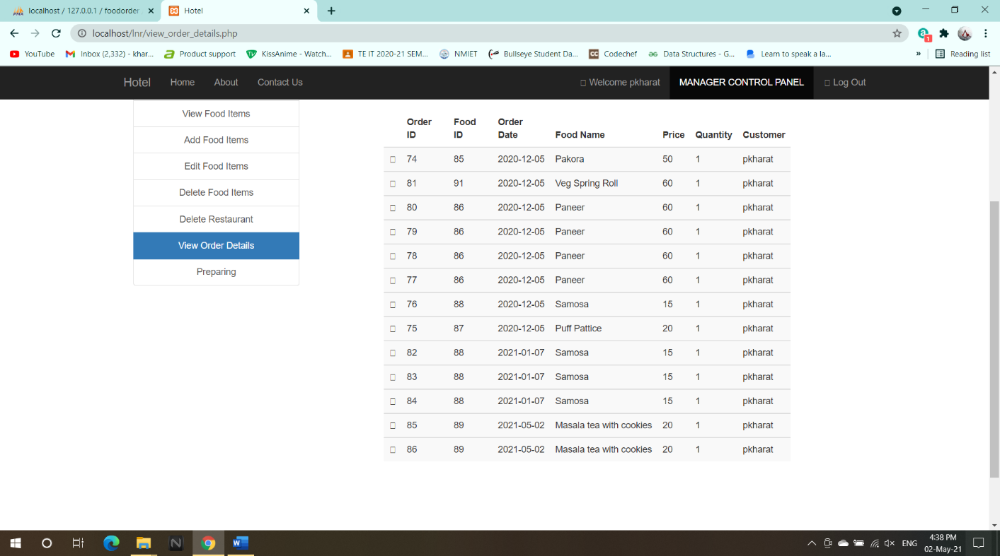 localhost / 127.0.0.1 / foodorder
Hotel
localhost/lnr/view_order_details.php
YouTube Inbox (2,332) - khar... Product support KissAnime - Watch... TE IT 2020-21 SEM... NMIET Bullseye Student Da... CC Codechef Data Structures - G... Learn to speak a la... » Reading list
Hotel Home About Contact Us Welcome pkharat MANAGER CONTROL PANEL Log Out
View Food Items
Add Food Items
Edit Food Items
Delete Food Items
Delete Restaurant
View Order Details
Preparing
Order ID Food ID Order Date Food Name Price Quantity Customer
74 85 2020-12-05 Pakora 50 1 pkharat
81 91 2020-12-05 Veg Spring Roll 60 1 pkharat
80 86 2020-12-05 Paneer 60 1 pkharat
79 86 2020-12-05 Paneer 60 1 pkharat
78 86 2020-12-05 Paneer 60 1 pkharat
77 86 2020-12-05 Paneer 60 1 pkharat
76 88 2020-12-05 Samosa 15 1 pkharat
75 87 2020-12-05 Puff Pattice 20 1 pkharat
82 88 2021-01-07 Samosa 15 1 pkharat
83 88 2021-01-07 Samosa 15 1 pkharat
84 88 2021-01-07 Samosa 15 1 pkharat
85 89 2021-05-02 Masala tea with cookies 20 1 pkharat
86 89 2021-05-02 Masala tea with cookies 20 1 pkharat
ENG
4:38 PM
02-May-21